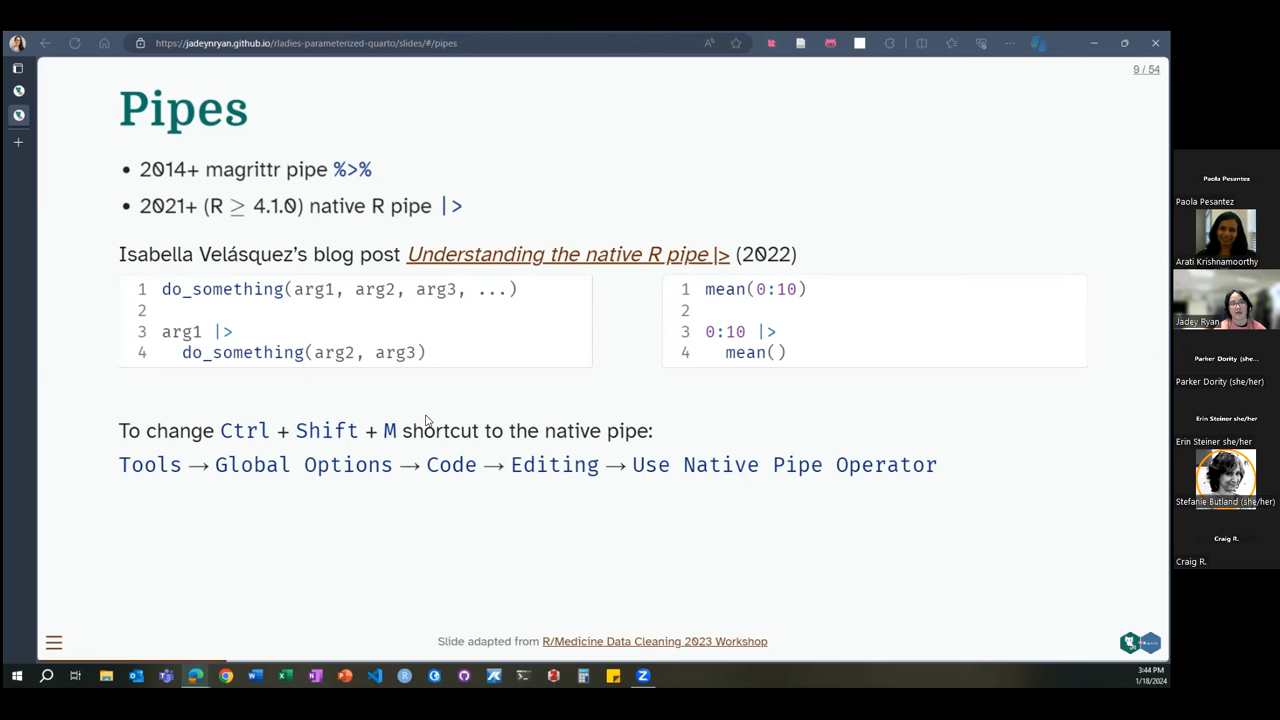 https://jadeynryan.github.io/rladies-parameterized-quarto/slides/#/pipes
9 / 54
Pipes
• 2014+ magrittr pipe %>%
• 2021+ (R ≥ 4.1.0) native R pipe |>
Isabella Velásquez's blog post Understanding the native R pipe |> (2022)
1 do_something(arg1, arg2, arg3, ...)
2
3 arg1 |>
4 do_something(arg2, arg3)
1 mean(0:10)
2
3 0:10 |>
4 mean()
To change Ctrl + Shift + M shortcut to the native pipe:
Tools → Global Options → Code → Editing → Use Native Pipe Operator
Slide adapted from R/Medicine Data Cleaning 2023 Workshop
Paola Pesantez
Paola Pesantez
Arati Krishnamoorthy
Jadey Ryan
Parker Dority (she...
Parker Dority (she/her)
Erin Steiner she/her
Erin Steiner she/her
Stefanie Butland (she/her)
Craig R.
Craig R.
3:44 PM
1/18/2024